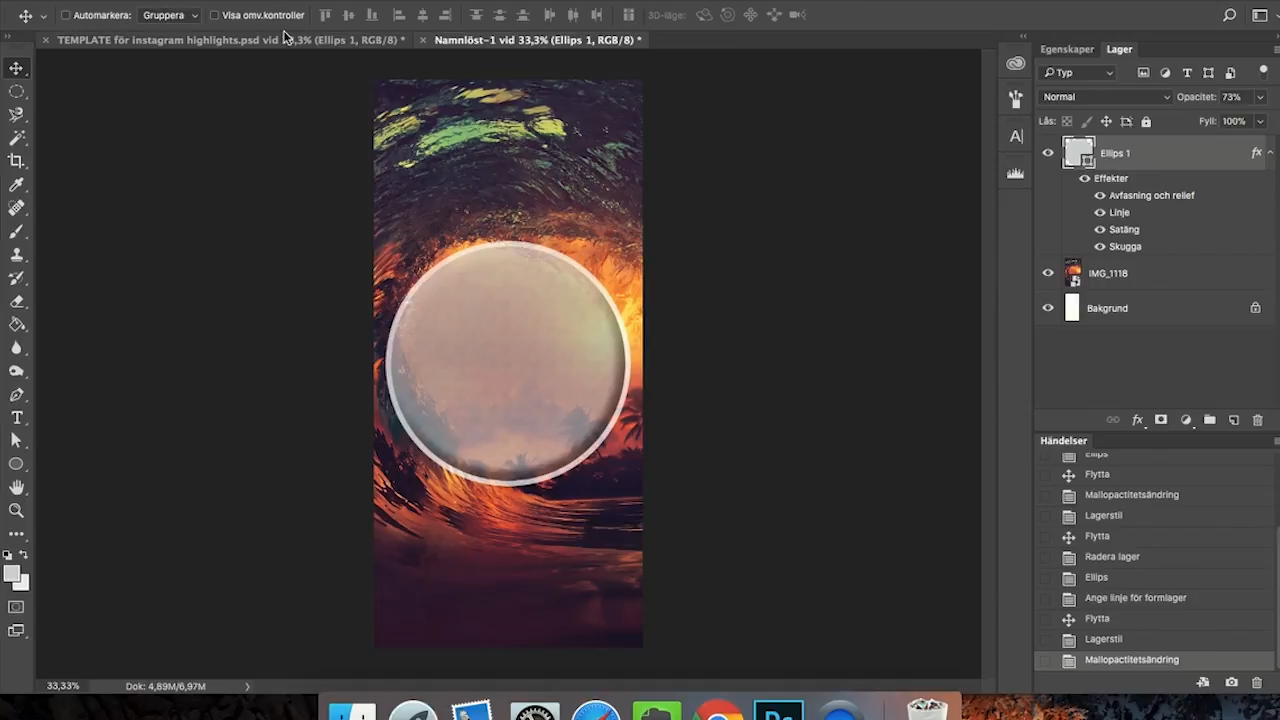 Automarkera: Gruppera Visa omv.kontroller 3D-läge:
TEMPLATE för instagram highlights.psd vid 33,3% (Ellips 1, RGB/8) * Namnlöst-1 vid 33,3% (Ellips 1, RGB/8) *
Egenskaper Lager
Typ
Normal Opacitet: 73%
Lås: Fyll: 100%
Ellips 1 fx
Effekter
Avfasning och relief
Linje
Satäng
Skugga
IMG_1118
Bakgrund
fx
Händelser
Ellips
Flytta
Mallopactitetsändring
Lagerstil
Flytta
Radera lager
Ellips
Ange linje för formlager
Flytta
Lagerstil
Mallopactitetsändring
33,33% Dok: 4,89M/6,97M
Ps